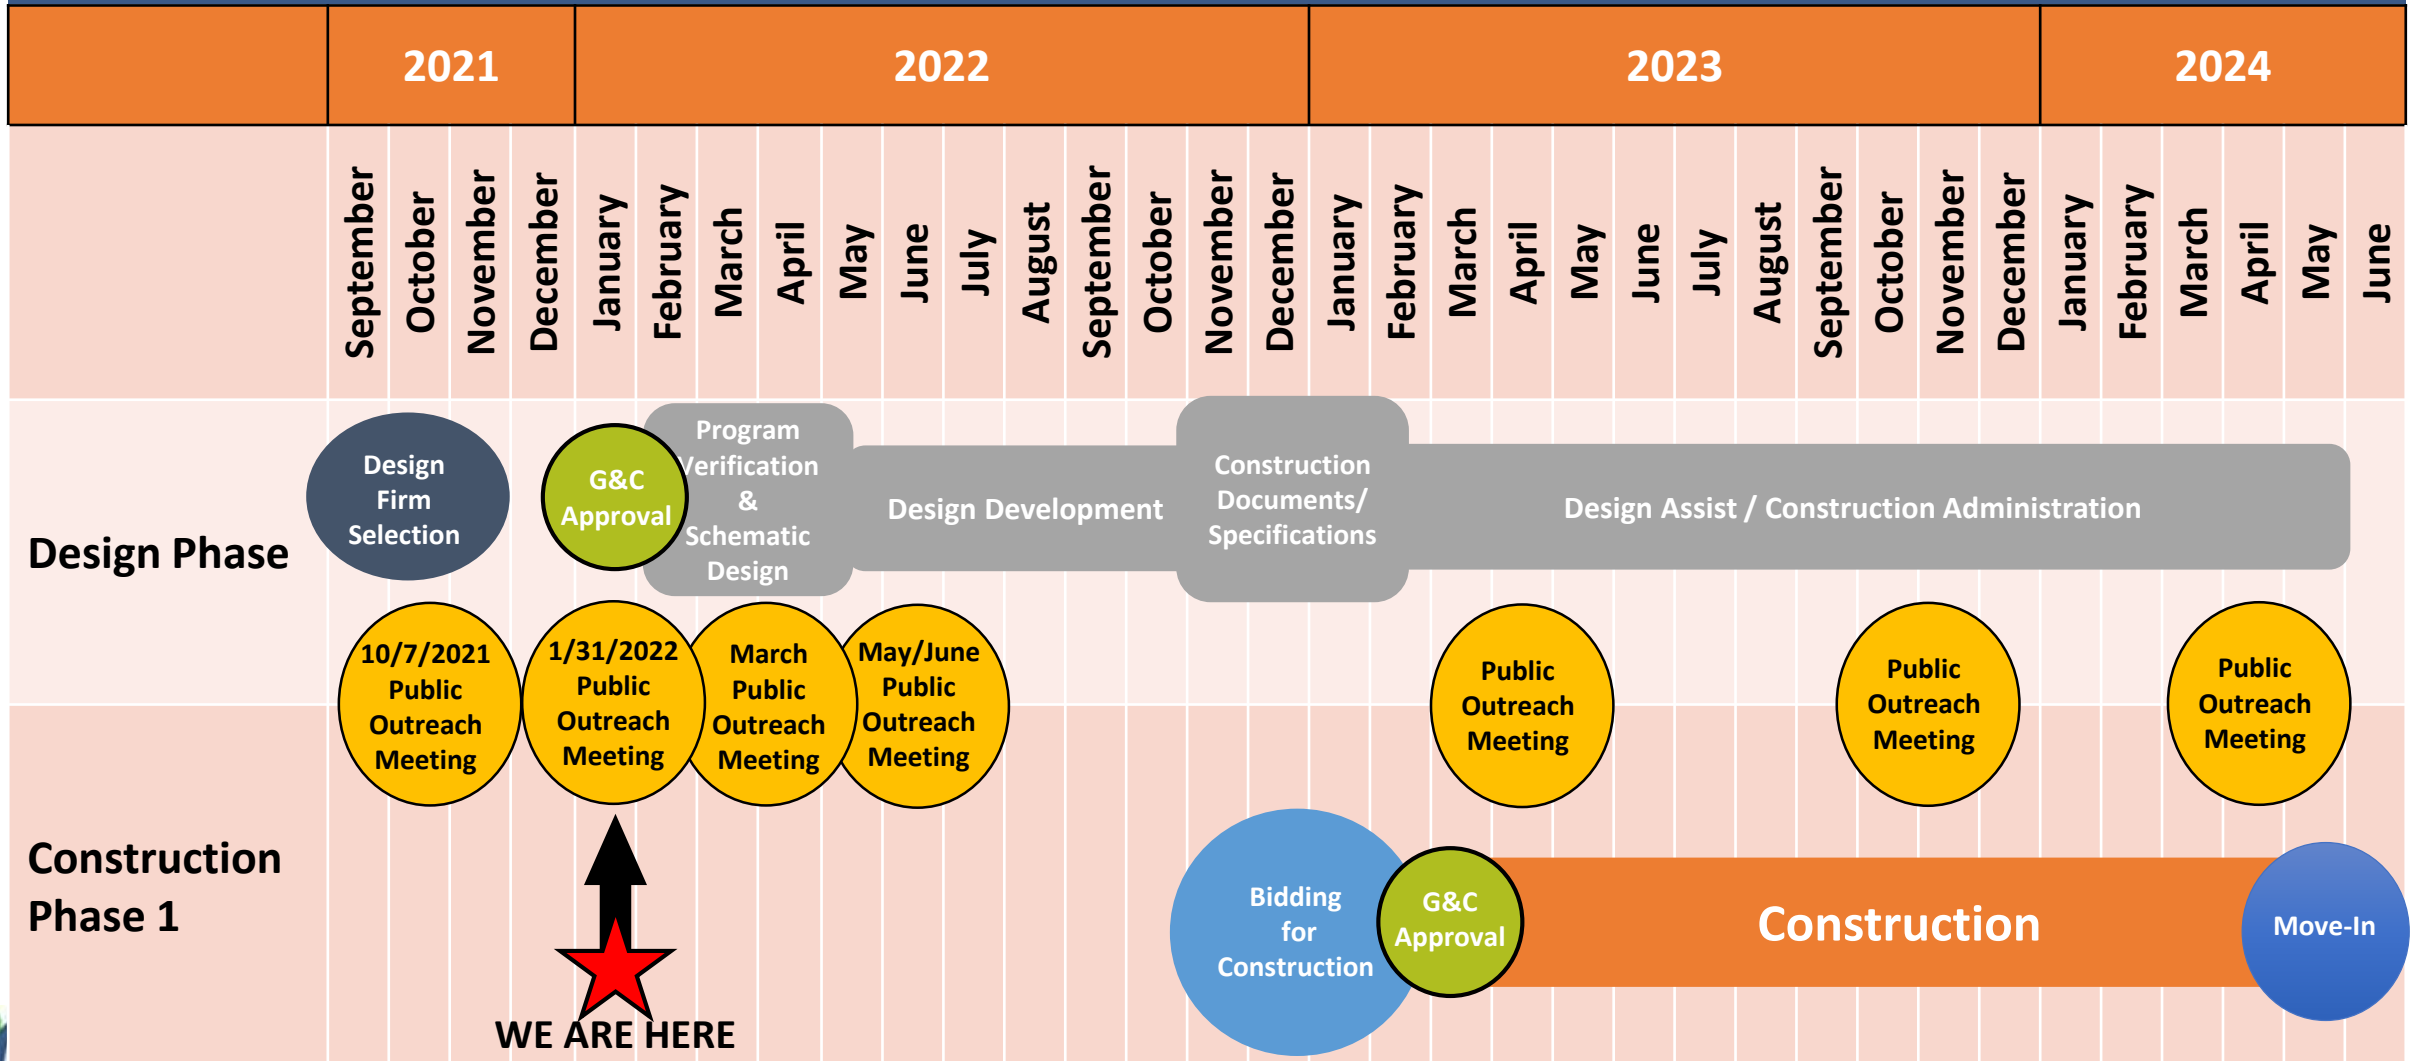 2021
2022
2023
2024
September
October
November
December
January
February
March
April
May
June
July
August
September
October
November
December
January
February
March
April
May
June
July
August
September
October
November
December
January
February
March
April
May
June
Design Phase
Design
Firm
Selection
G&C
Approval
Program
Verification
&
Schematic
Design
Design Development
Construction
Documents/
Specifications
Design Assist / Construction Administration
10/7/2021
Public
Outreach
Meeting
1/31/2022
Public
Outreach
Meeting
March
Public
Outreach
Meeting
May/June
Public
Outreach
Meeting
Public
Outreach
Meeting
Public
Outreach
Meeting
Public
Outreach
Meeting
Construction
Phase 1
Bidding
for
Construction
G&C
Approval
Construction
Move-In
WE ARE HERE